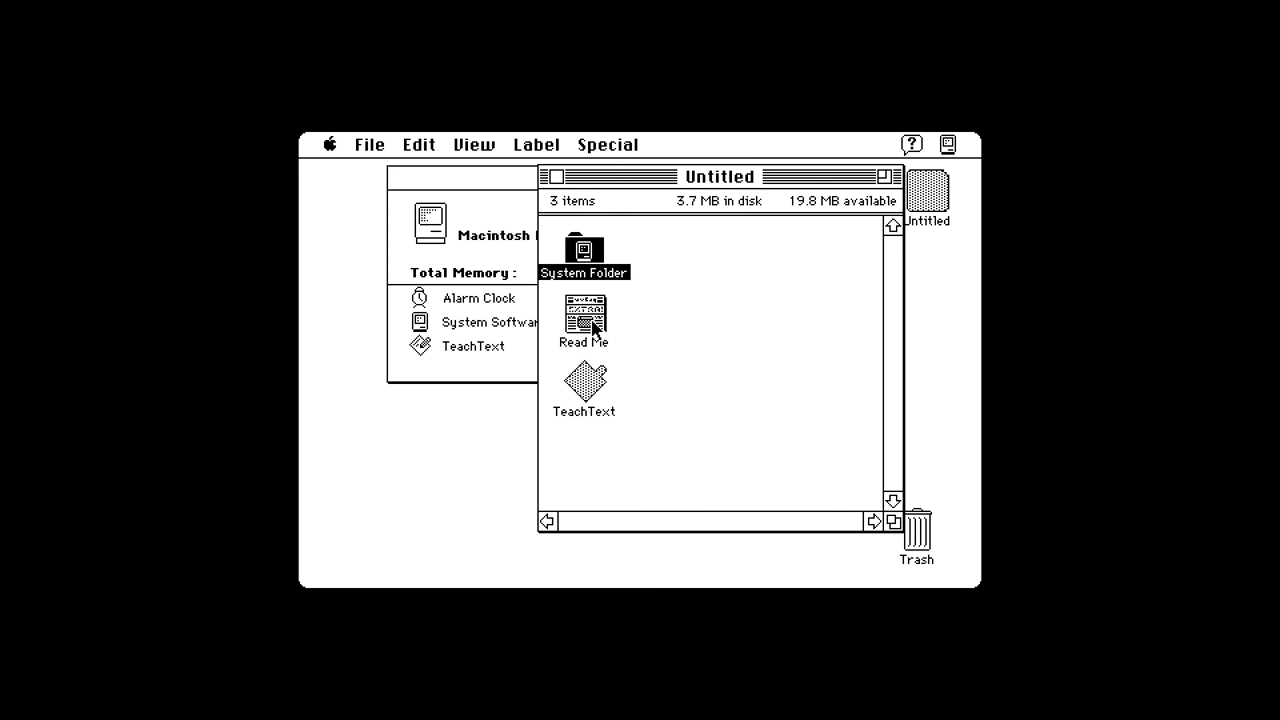 File Edit View Label Special
Untitled
3 items 3.7 MB in disk 19.8 MB available
Untitled
Macintosh
System Folder
Total Memory :
Alarm Clock
System Softwar
Read Me
TeachText
TeachText
Trash